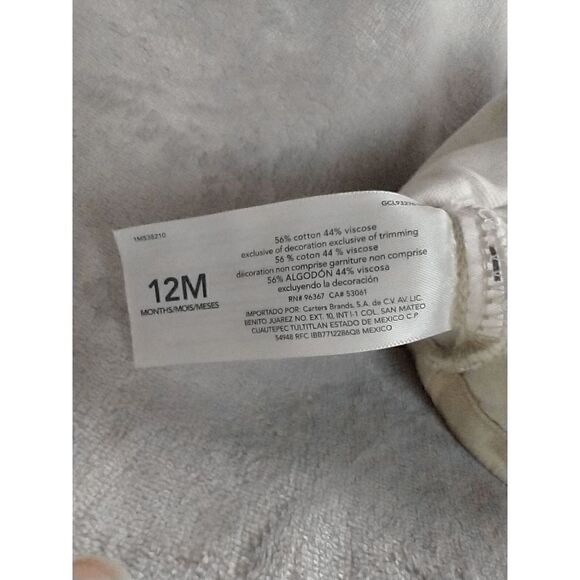 1M538210
GCL9
12M
MONTHS/MOIS/MESES
56% cotton 44% viscose
exclusive of decoration exclusive of trimming
56 % coton 44 % viscose
décoration non comprise garniture non comprise
56% ALGODÓN 44% viscosa
excluyendo la decoración
RN# 96367 CA# 53061
IMPORTADO POR: Carters Brands, S.A. de C.V. AV. LIC.
BENITO JUAREZ NO. EXT. 10, INT I-1 COL. SAN MATEO
CUAUTEPEC TULTITLAN ESTADO DE MEXICO C.P.
54948 RFC IBB7712286Q8 MEXICO